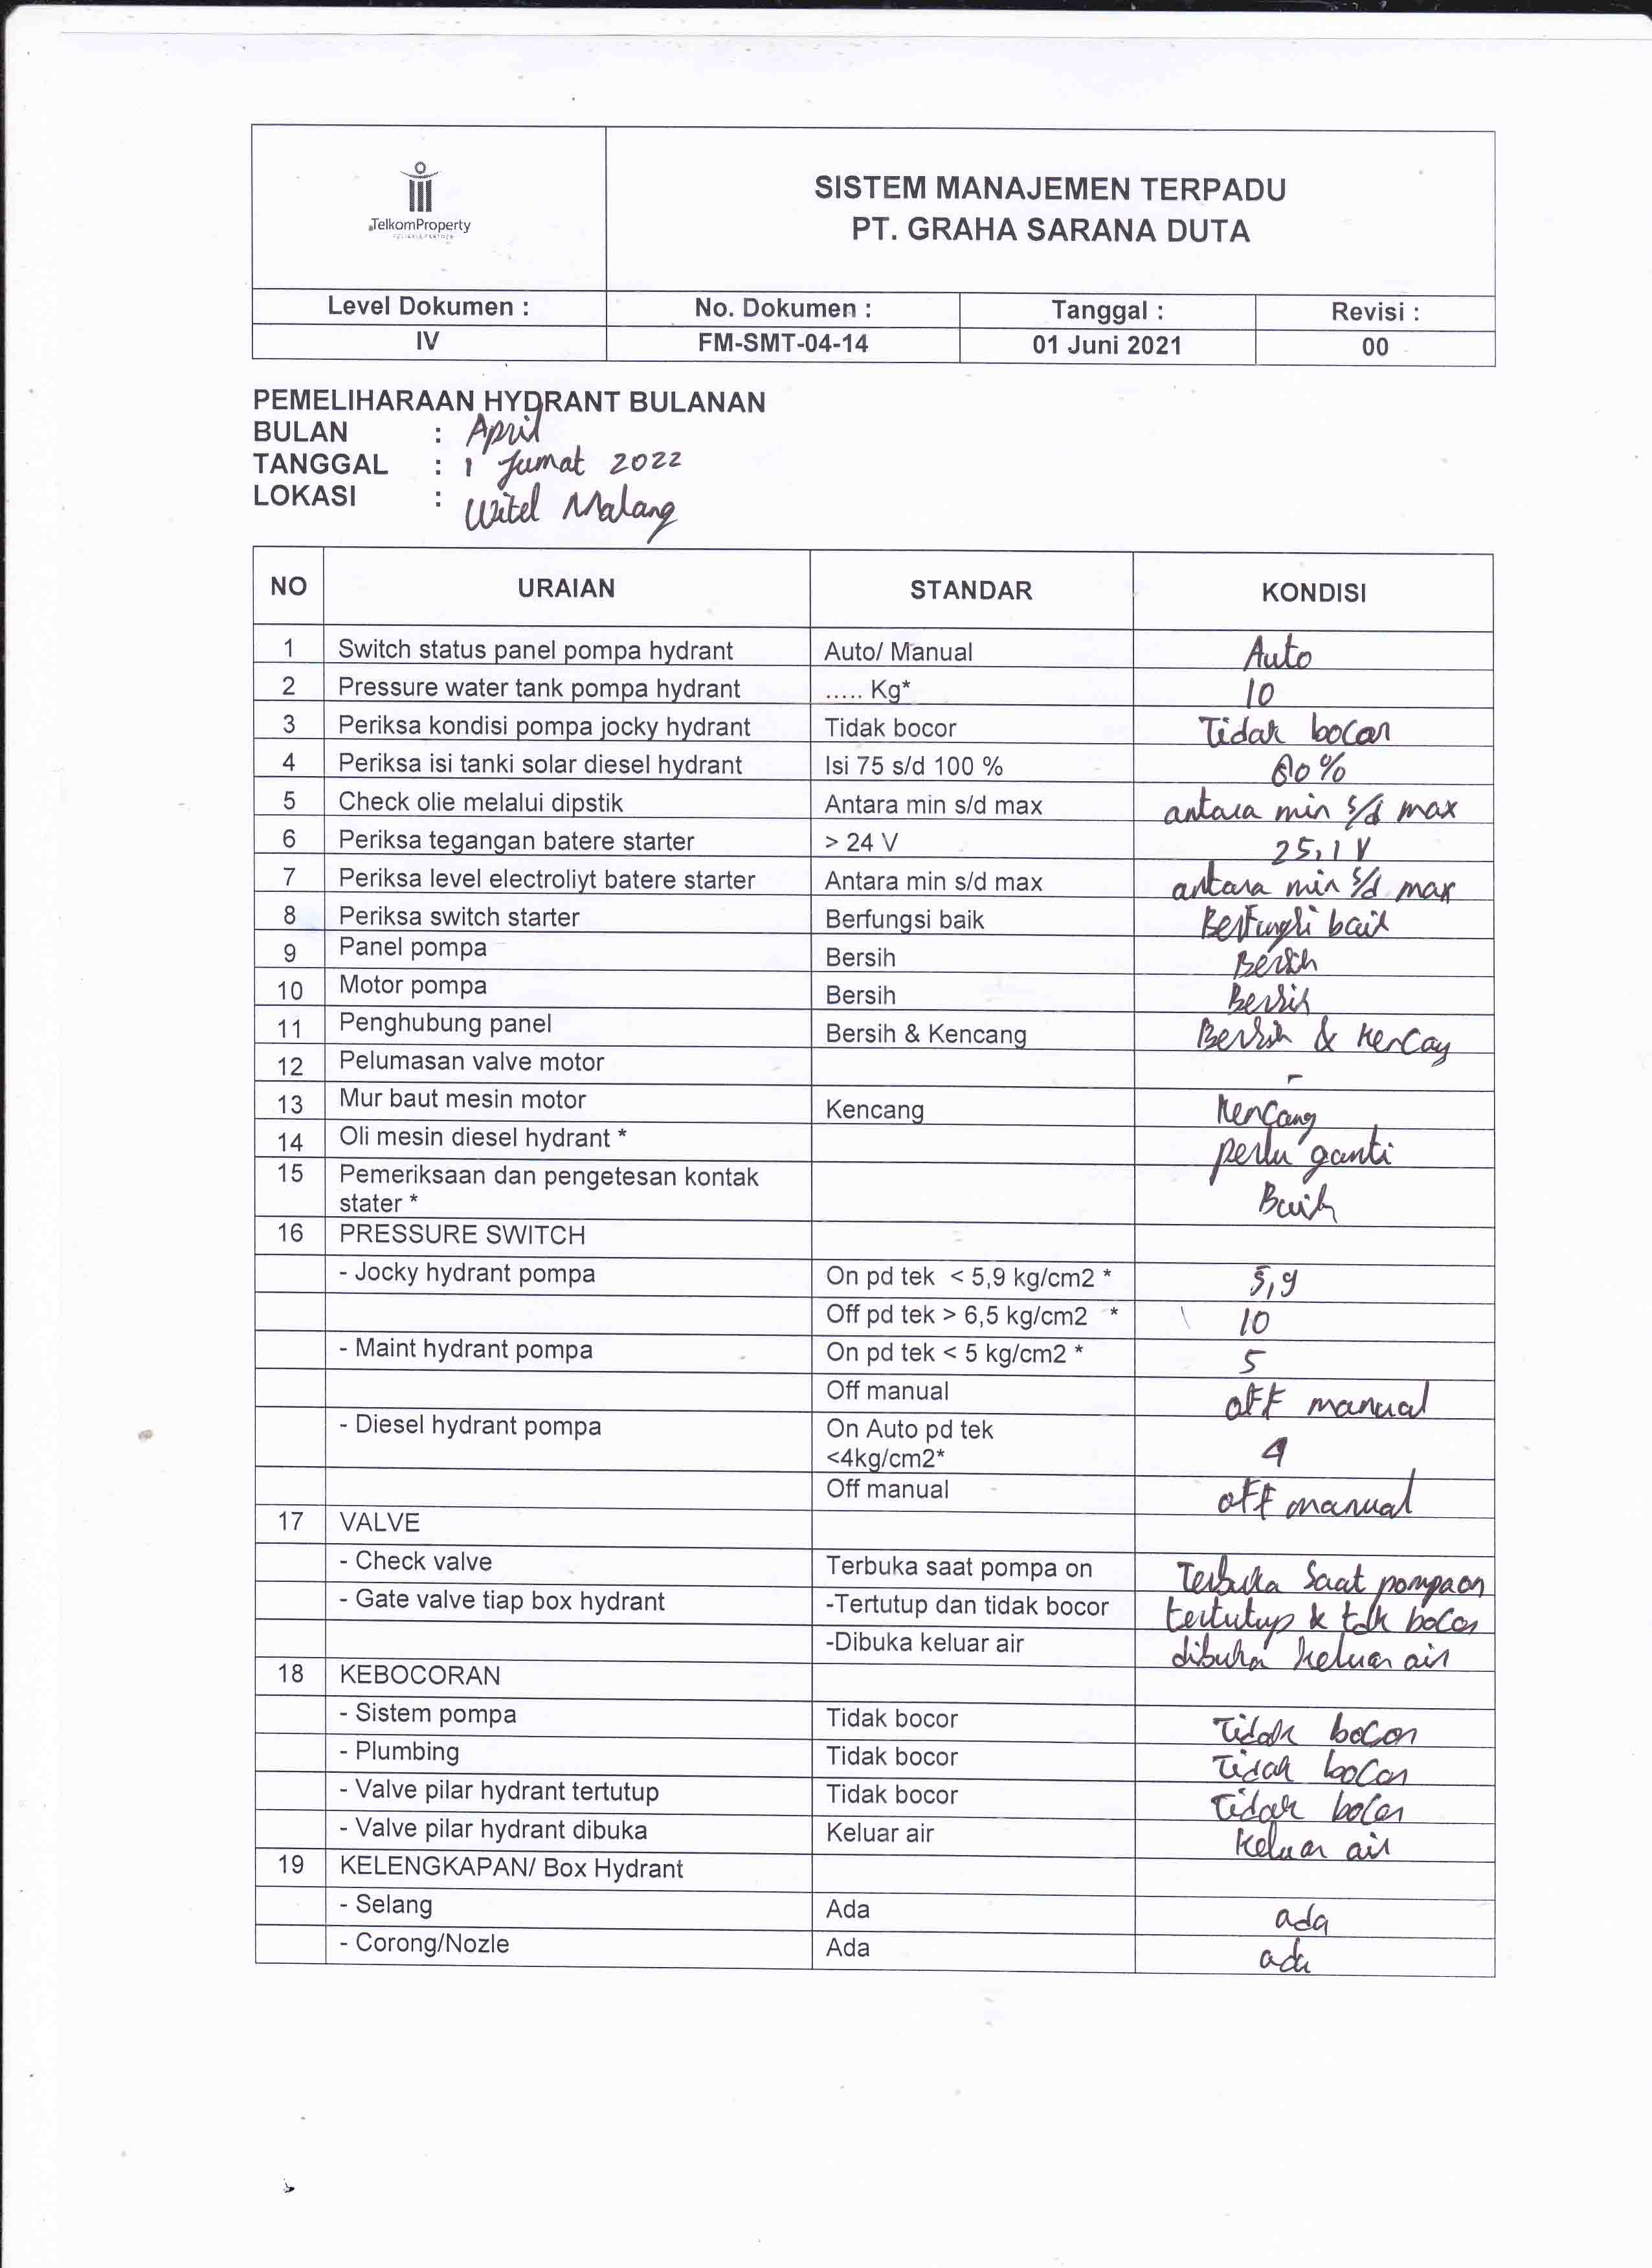 TelkomProperty
SISTEM MANAJEMEN TERPADU
PT. GRAHA SARANA DUTA
Level Dokumen : No. Dokumen : Tanggal : Revisi :
IV FM-SMT-04-14 01 Juni 2021 00
PEMELIHARAAN HYDRANT BULANAN
BULAN : April
TANGGAL : 1 Jumat 2022
LOKASI : Witel Malang
NO URAIAN STANDAR KONDISI
1 Switch status panel pompa hydrant Auto/ Manual Auto
2 Pressure water tank pompa hydrant ..... Kg* 10
3 Periksa kondisi pompa jocky hydrant Tidak bocor Tidak bocor
4 Periksa isi tanki solar diesel hydrant Isi 75 s/d 100 %
5 Check olie melalui dipstik Antara min s/d max antara min s/d max
6 Periksa tegangan batere starter > 24 V 25,1 V
7 Periksa level electroliyt batere starter Antara min s/d max antara min s/d max
8 Periksa switch starter Berfungsi baik Berfungsi baik
9 Panel pompa Bersih Bersih
10 Motor pompa Bersih Bersih
11 Penghubung panel Bersih & Kencang Bersih & Kencag
12 Pelumasan valve motor -
13 Mur baut mesin motor Kencang Kencang
14 Oli mesin diesel hydrant * perlu ganti
15 Pemeriksaan dan pengetesan kontak
stater * Baik
16 PRESSURE SWITCH
- Jocky hydrant pompa On pd tek < 5,9 kg/cm2 * 5,9
Off pd tek > 6,5 kg/cm2 * 10
- Maint hydrant pompa On pd tek < 5 kg/cm2 * 5
Off manual off manual
- Diesel hydrant pompa On Auto pd tek
<4kg/cm2* 4
Off manual off manual
17 VALVE
- Check valve Terbuka saat pompa on Terbuka saat pompa on
- Gate valve tiap box hydrant -Tertutup dan tidak bocor tertutup & tdk bocor
-Dibuka keluar air dibuka keluar air
18 KEBOCORAN
- Sistem pompa Tidak bocor Tidak bocor
- Plumbing Tidak bocor Tidak bocor
- Valve pilar hydrant tertutup Tidak bocor Tidak bocor
- Valve pilar hydrant dibuka Keluar air Keluar air
19 KELENGKAPAN/ Box Hydrant
- Selang Ada ada
- Corong/Nozle Ada ada